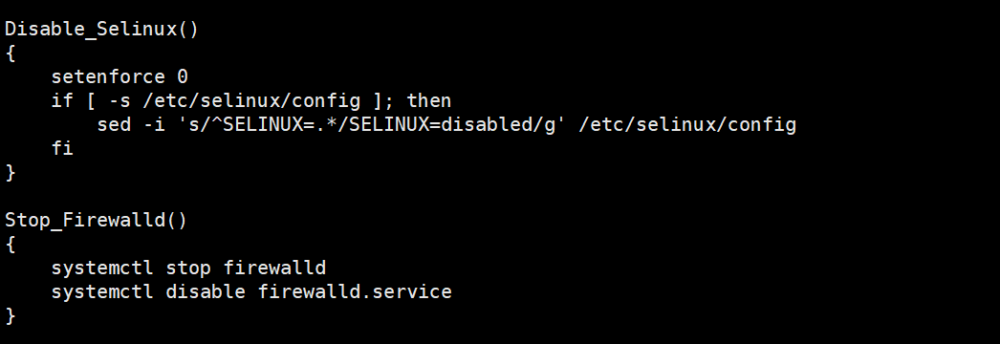 Disable_Selinux()
{
    setenforce 0
    if [ -s /etc/selinux/config ]; then
        sed -i 's/^SELINUX=.*/SELINUX=disabled/g' /etc/selinux/config
    fi
}

Stop_Firewalld()
{
    systemctl stop firewalld
    systemctl disable firewalld.service
}